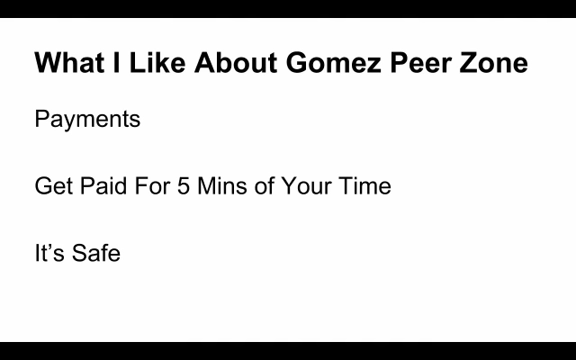 What I Like About Gomez Peer Zone
Payments
Get Paid For 5 Mins of Your Time
It’s Safe